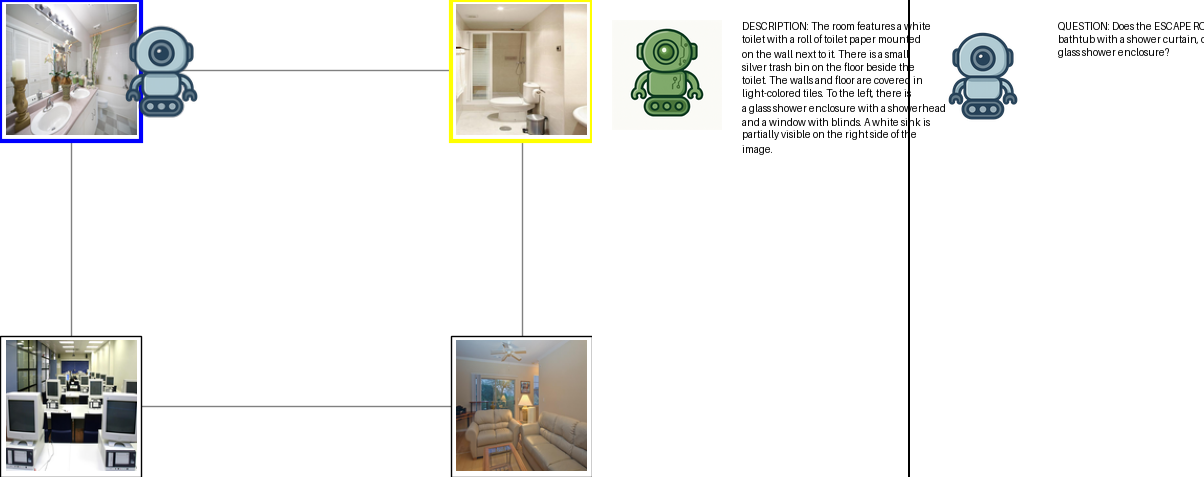 DESCRIPTION: The room features a white
toilet with a roll of toilet paper mounted
on the wall next to it. There is a small
silver trash bin on the floor beside the
toilet. The walls and floor are covered in
light-colored tiles. To the left, there is
a glass shower enclosure with a showerhead
and a window with blinds. A white sink is
partially visible on the right side of the
image.
QUESTION: Does the ESCAPE RO
bathtub with a shower curtain, o
glass shower enclosure?